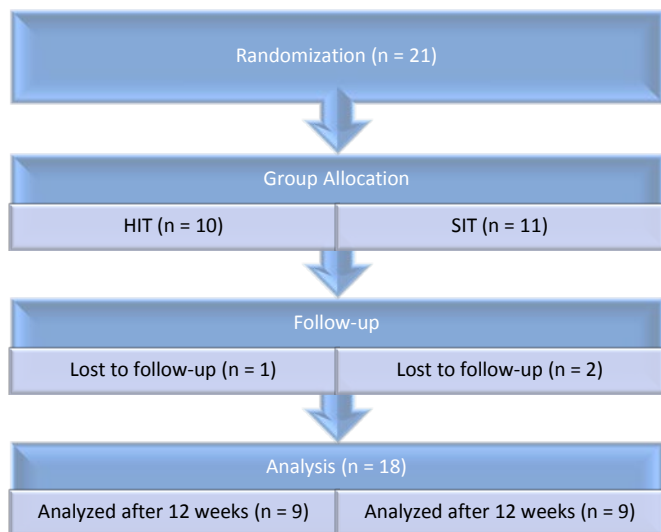 Randomization (n = 21)
Group Allocation
HIT (n = 10)
SIT (n = 11)
Follow-up
Lost to follow-up (n = 1)
Lost to follow-up (n = 2)
Analysis (n = 18)
Analyzed after 12 weeks (n = 9)
Analyzed after 12 weeks (n = 9)